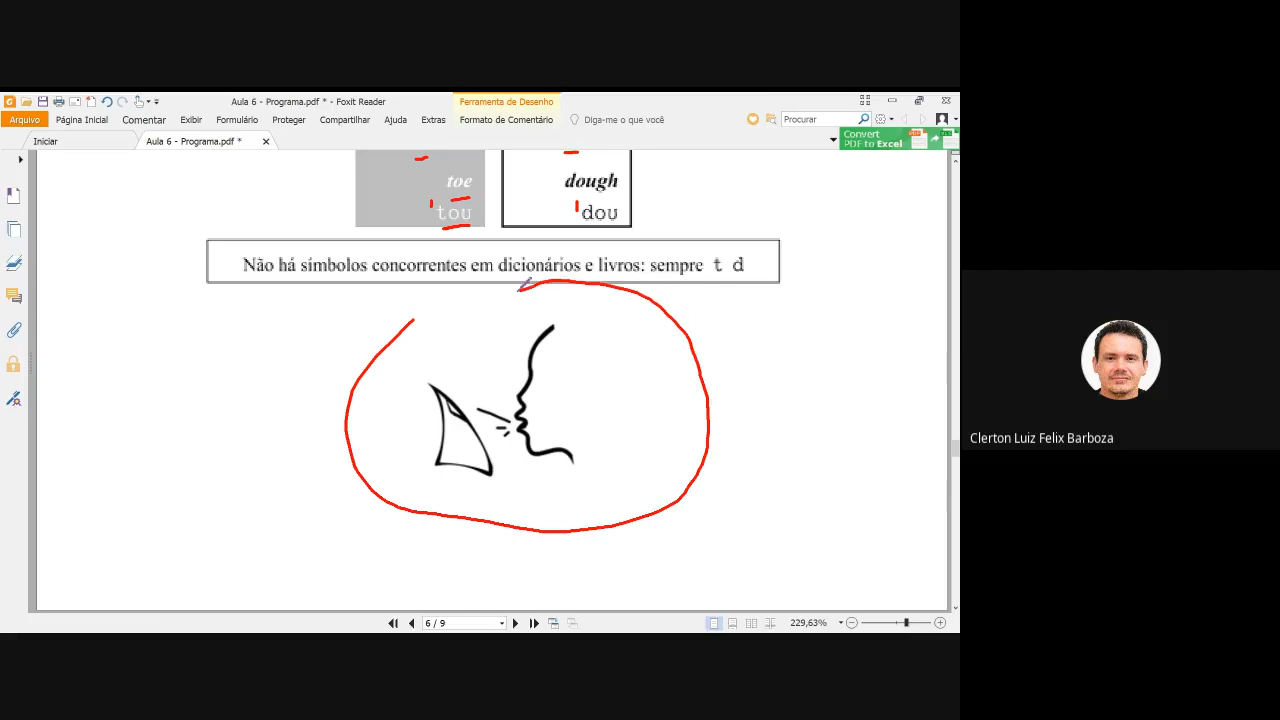 Aula 6 - Programa.pdf * - Foxit Reader
Ferramenta de Desenho
Arquivo Página Inicial Comentar Exibir Formulário Proteger Compartilhar Ajuda Extras Formato de Comentário Diga-me o que você Procurar
Iniciar Aula 6 - Programa.pdf *
Convert
PDF to Excel
toe dough
ˈtoʊ ˈdoʊ
Não há símbolos concorrentes em dicionários e livros: sempre t d
Clerton Luiz Felix Barboza
6 / 9 229,63%